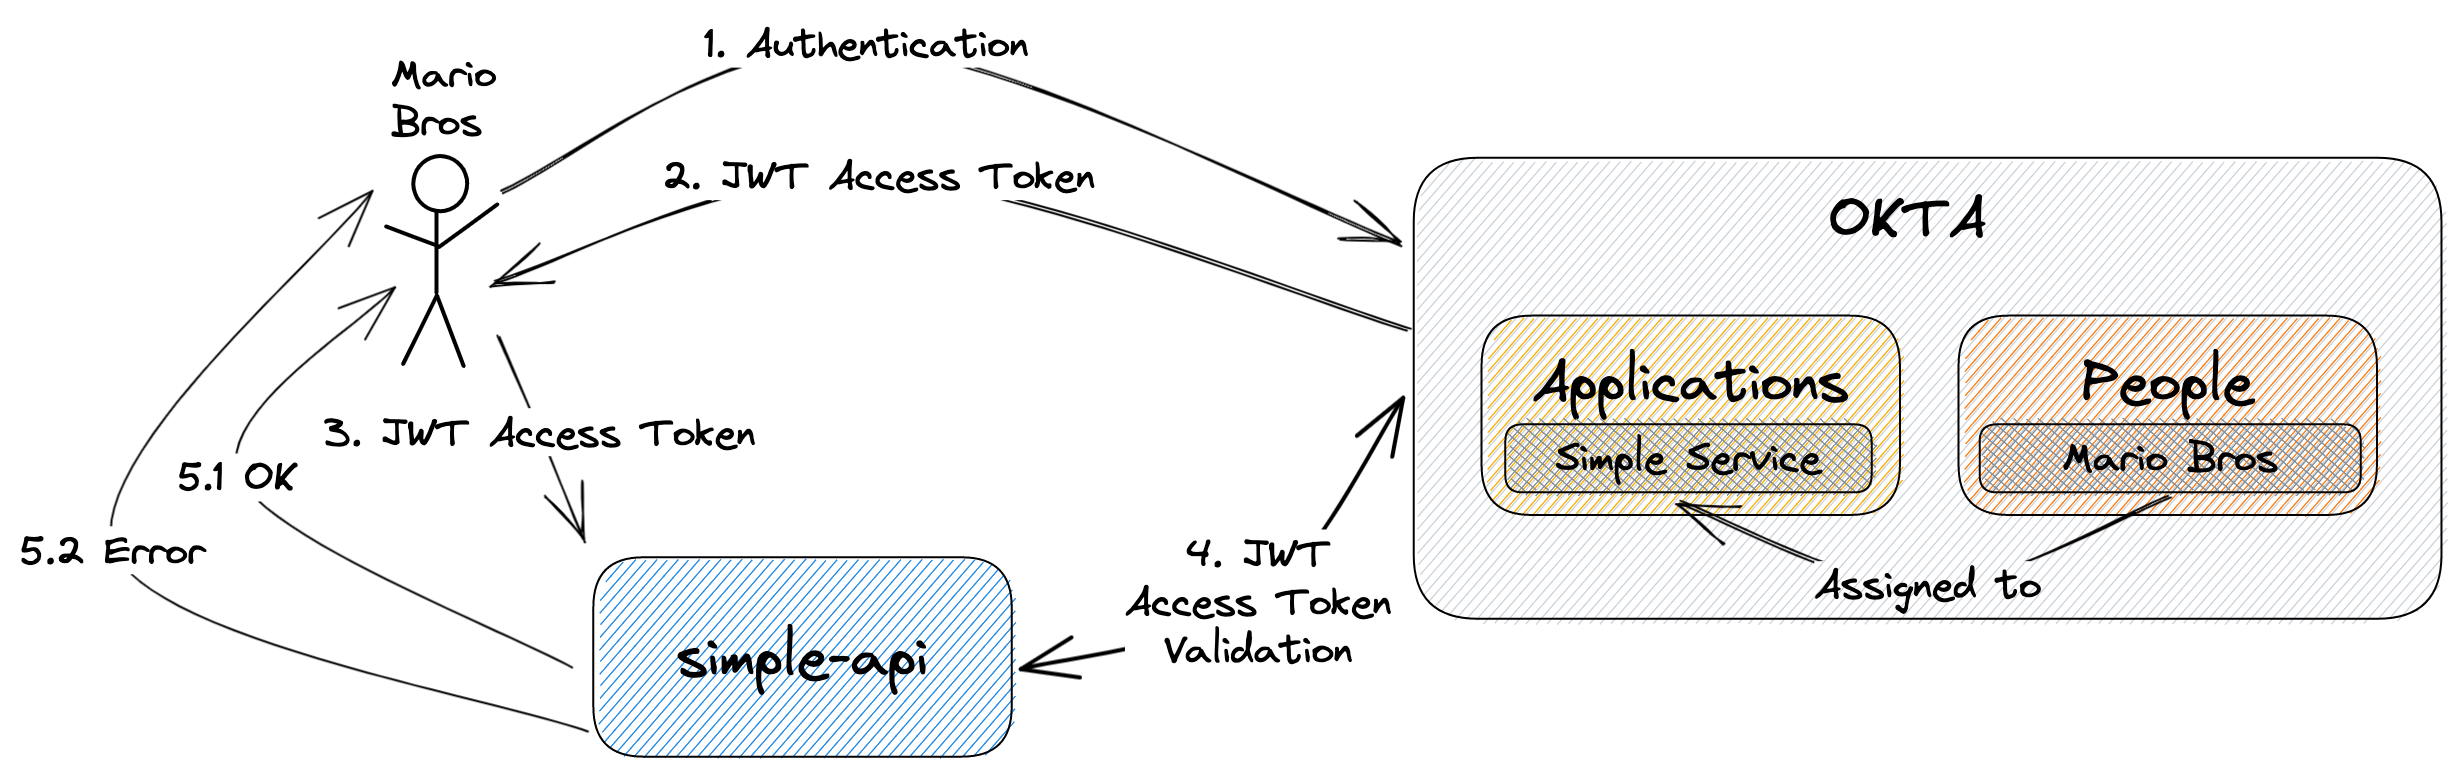 1. Authentication
Mario
Bros
2. JWT Access Token
OKTA
Applications
People
Simple Service
Mario Bros
3. JWT Access Token
5.1 OK
5.2 Error
4. JWT
Access Token
Validation
Assigned to
simple-api